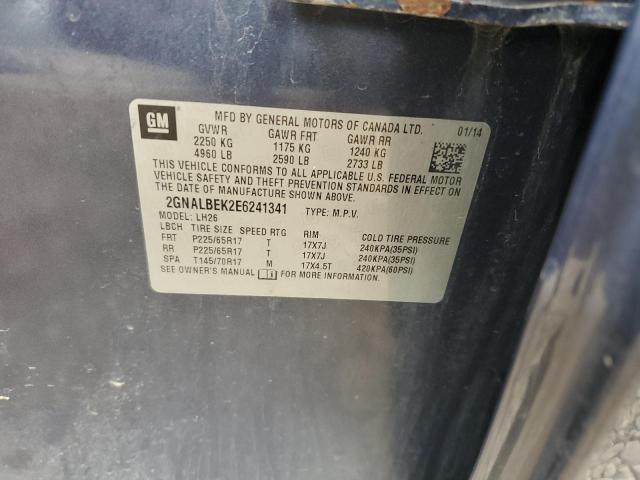 GM
MFD BY GENERAL MOTORS OF CANADA LTD. 01/14
GVWR GAWR FRT GAWR RR
2250 KG 1175 KG 1240 KG
4960 LB 2590 LB 2733 LB
THIS VEHICLE CONFORMS TO ALL APPLICABLE U.S. FEDERAL MOTOR
VEHICLE SAFETY AND THEFT PREVENTION STANDARDS IN EFFECT ON
THE DATE OF MANUFACTURE SHOWN ABOVE.
2GNALBEK2E6241341 TYPE: M.P.V.
MODEL: LH26
LBCH TIRE SIZE SPEED RTG RIM COLD TIRE PRESSURE
FRT P225/65R17 T 17X7J 240KPA(35PSI)
RR P225/65R17 T 17X7J 240KPA(35PSI)
SPA T145/70R17 M 17X4.5T 420KPA(60PSI)
SEE OWNER'S MANUAL i FOR MORE INFORMATION.